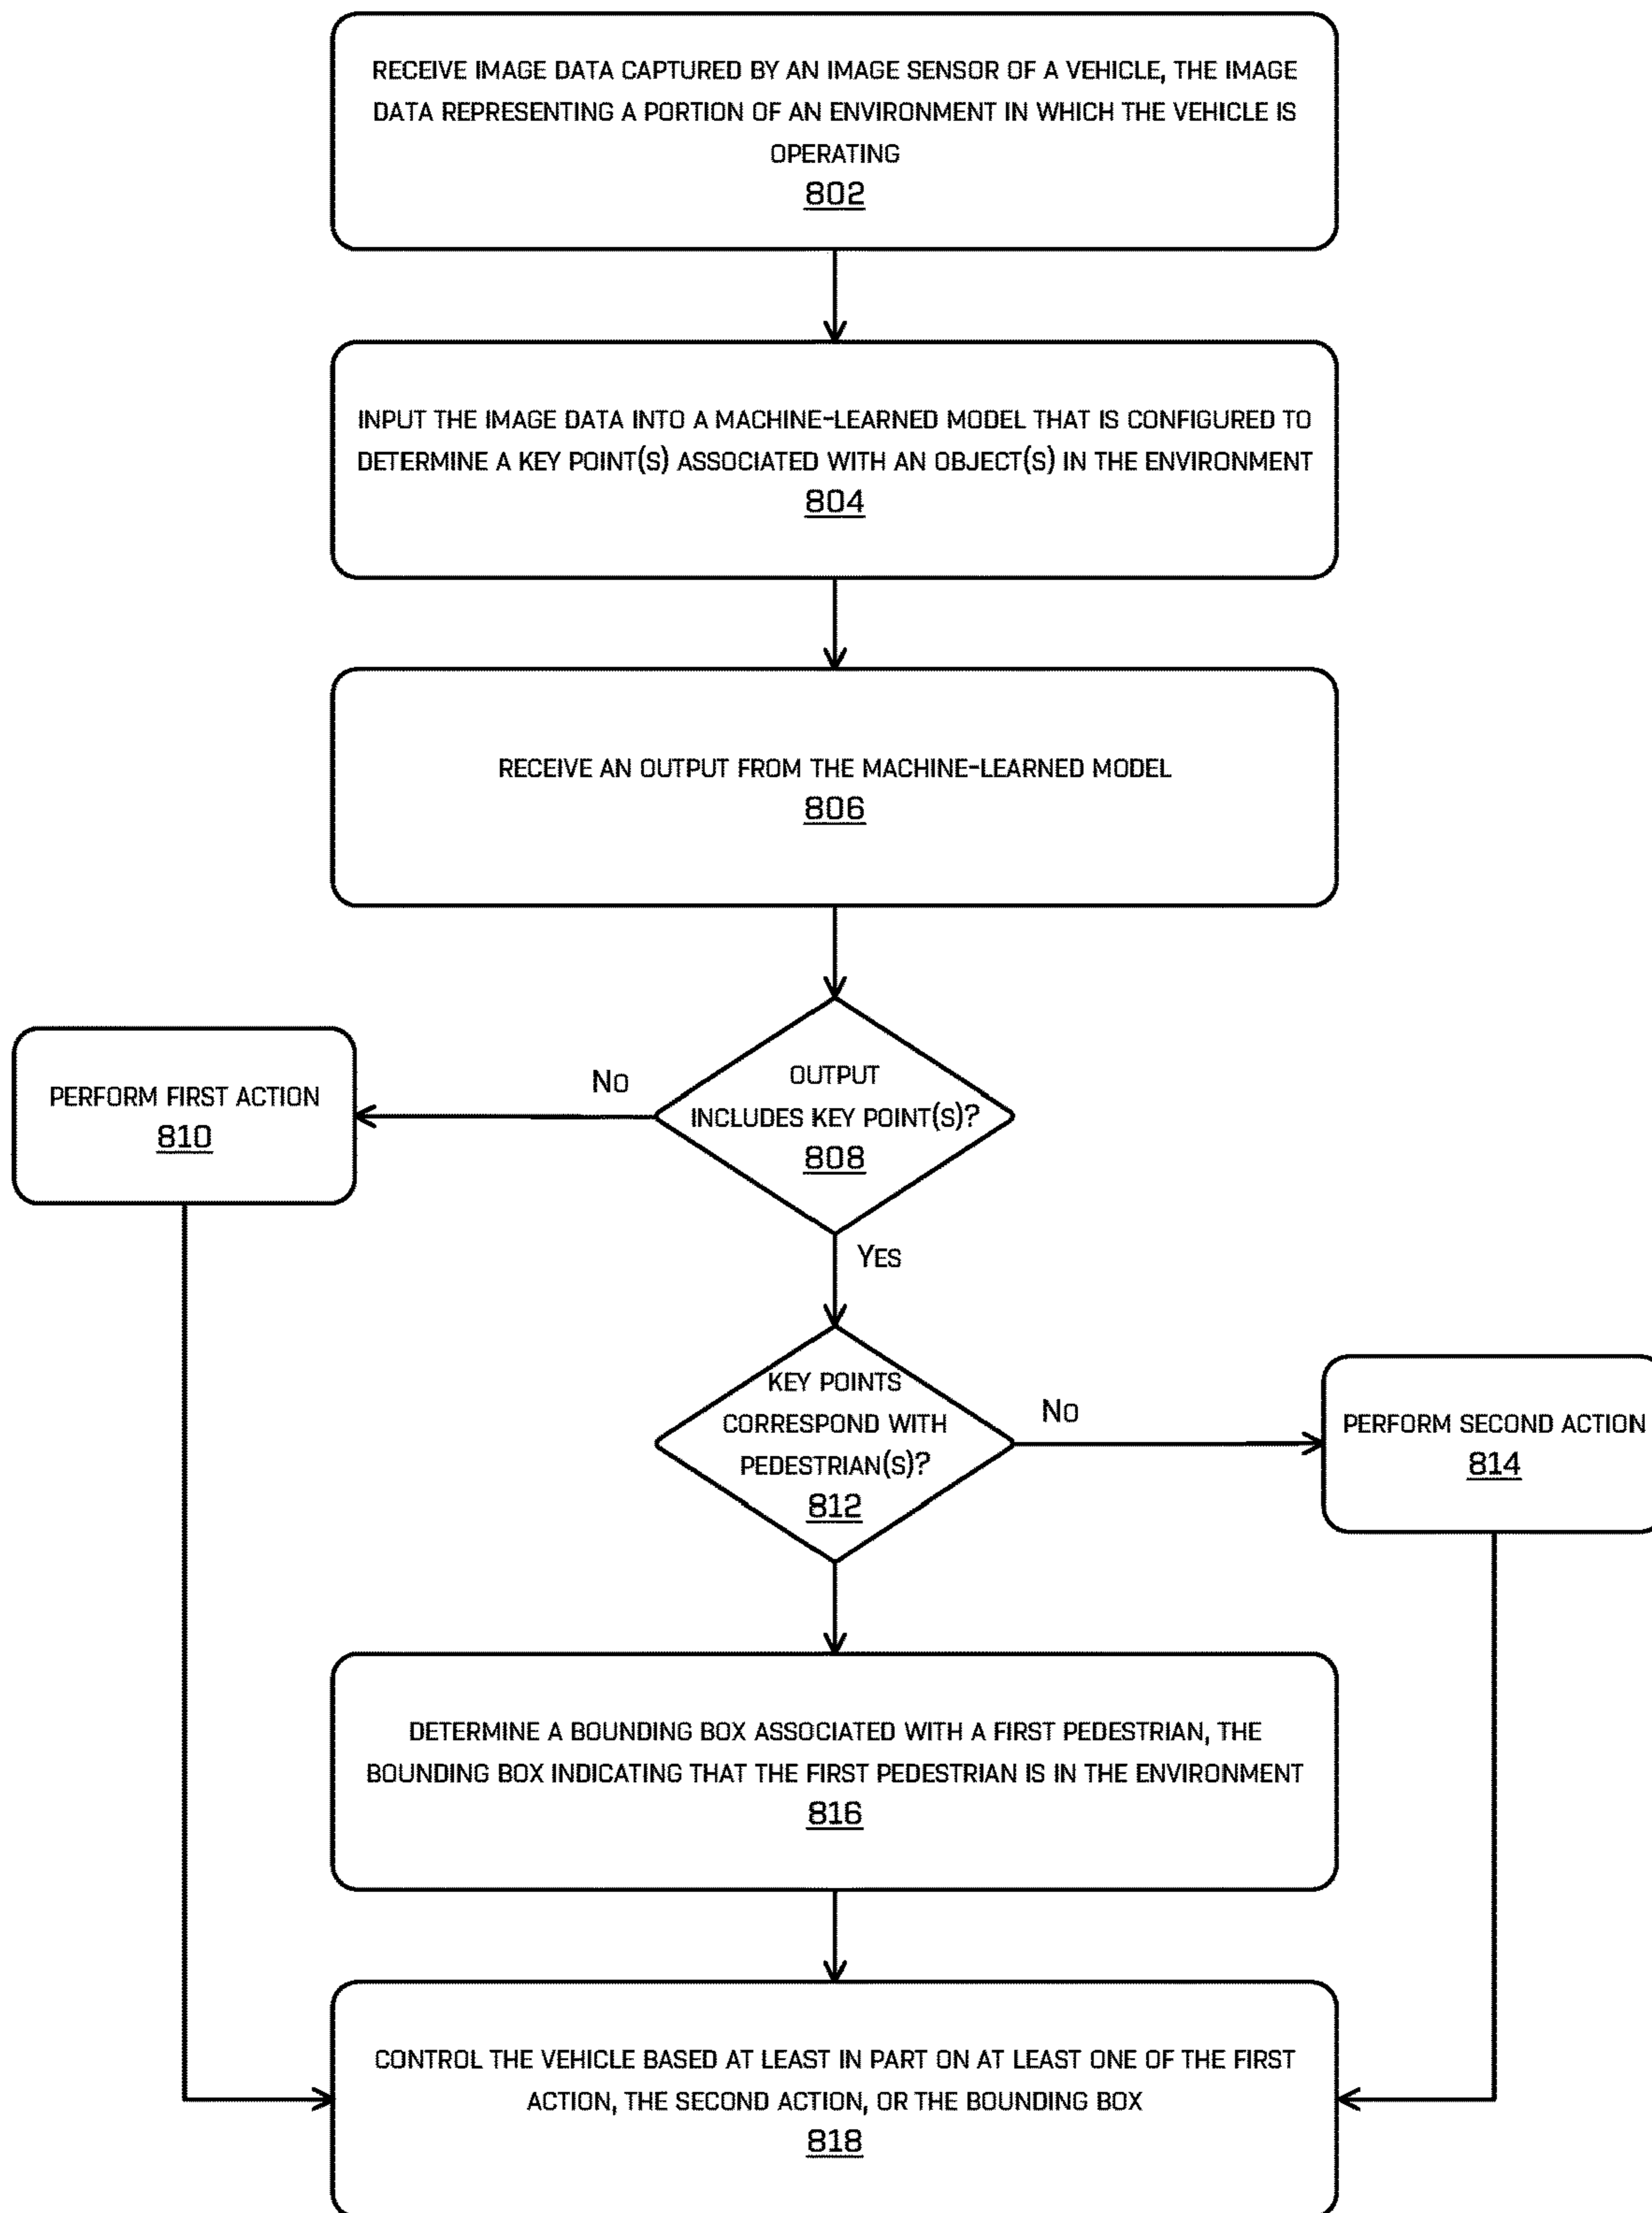 RECEIVE IMAGE DATA CAPTURED BY AN IMAGE SENSOR OF A VEHICLE, THE IMAGE
DATA REPRESENTING A PORTION OF AN ENVIRONMENT IN WHICH THE VEHICLE IS
OPERATING
802
INPUT THE IMAGE DATA INTO A MACHINE-LEARNED MODEL THAT IS CONFIGURED TO
DETERMINE A KEY POINT(S) ASSOCIATED WITH AN OBJECT(S) IN THE ENVIRONMENT
804
RECEIVE AN OUTPUT FROM THE MACHINE-LEARNED MODEL
806
OUTPUT
INCLUDES KEY POINT(S)?
808
NO
PERFORM FIRST ACTION
810
YES
KEY POINTS
CORRESPOND WITH
PEDESTRIAN(S)?
812
NO
PERFORM SECOND ACTION
814
DETERMINE A BOUNDING BOX ASSOCIATED WITH A FIRST PEDESTRIAN, THE
BOUNDING BOX INDICATING THAT THE FIRST PEDESTRIAN IS IN THE ENVIRONMENT
816
CONTROL THE VEHICLE BASED AT LEAST IN PART ON AT LEAST ONE OF THE FIRST
ACTION, THE SECOND ACTION, OR THE BOUNDING BOX
818